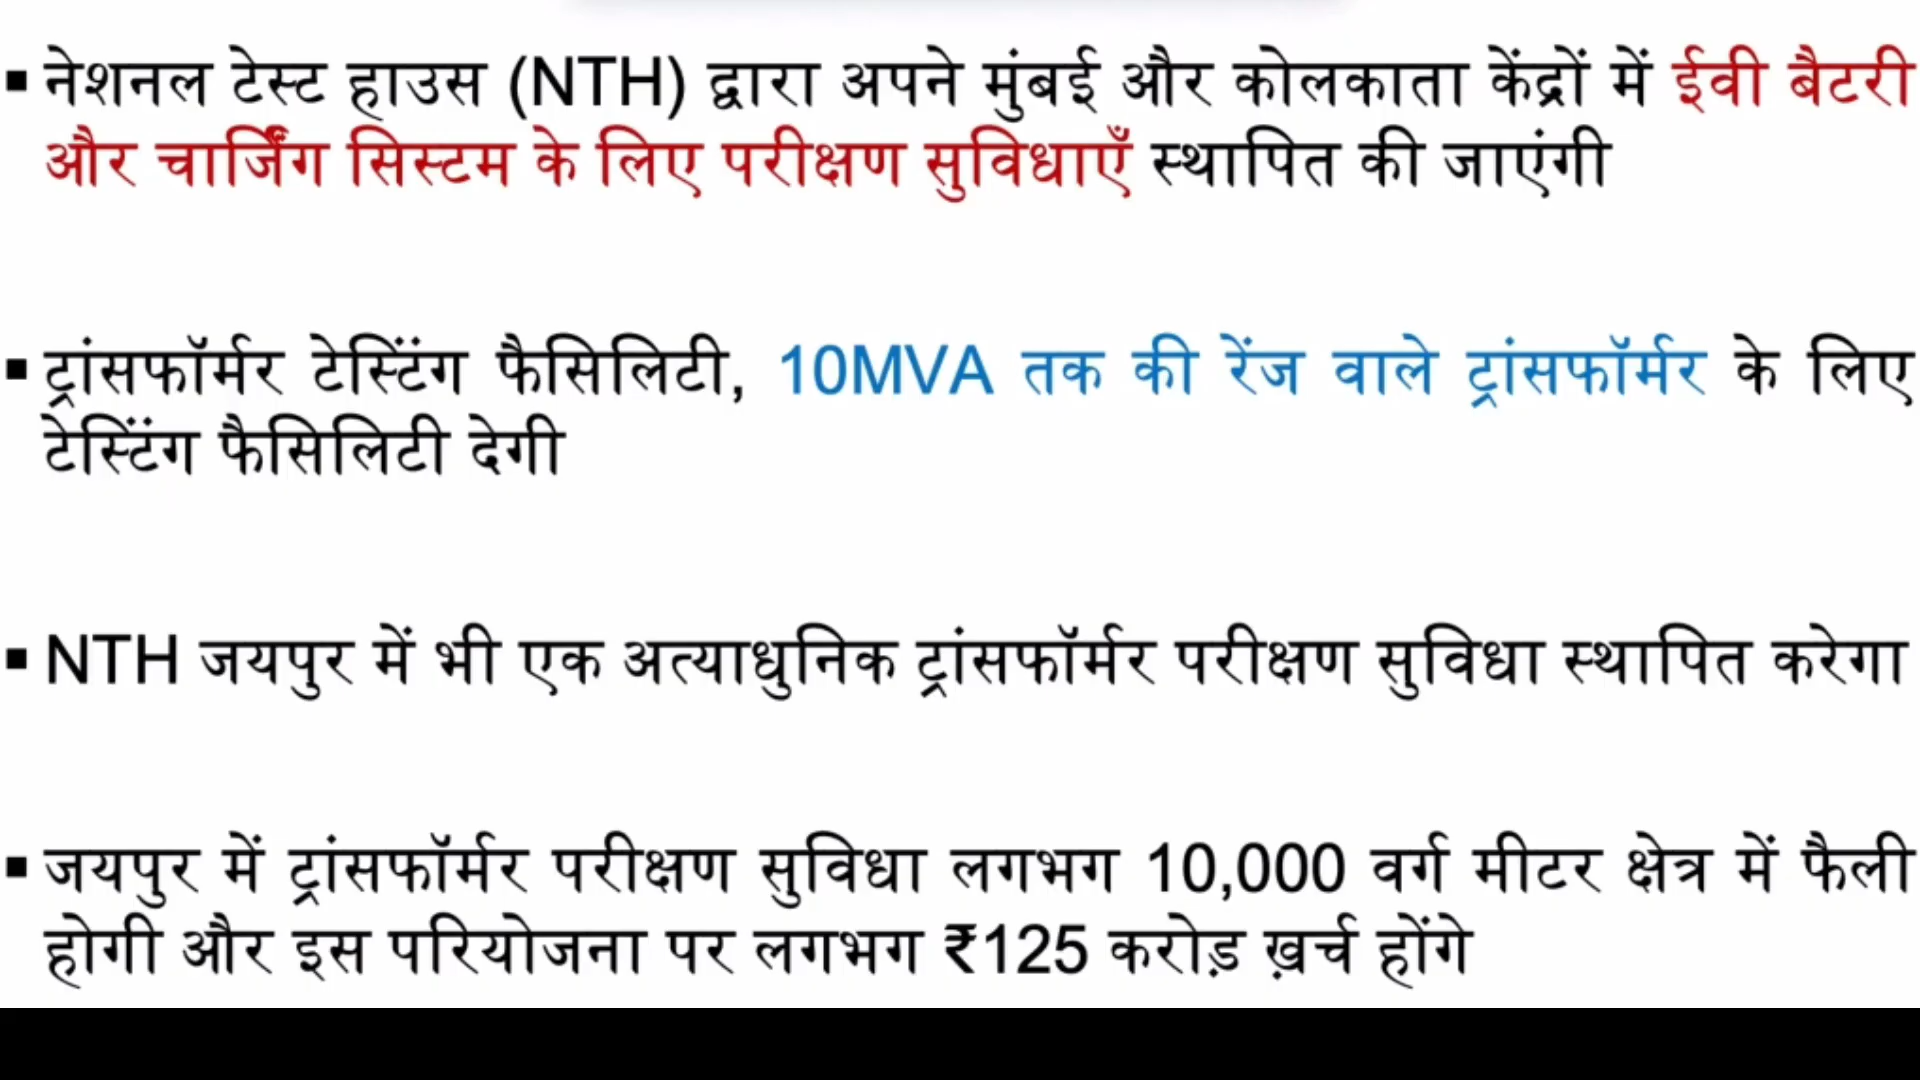 ▪ नेशनल टेस्ट हाउस (NTH) द्वारा अपने मुंबई और कोलकाता केंद्रों में ईवी बैटरी
और चार्जिंग सिस्टम के लिए परीक्षण सुविधाएँ स्थापित की जाएंगी
▪ ट्रांसफॉर्मर टेस्टिंग फैसिलिटी, 10MVA तक की रेंज वाले ट्रांसफॉर्मर के लिए
टेस्टिंग फैसिलिटी देगी
▪ NTH जयपुर में भी एक अत्याधुनिक ट्रांसफॉर्मर परीक्षण सुविधा स्थापित करेगा
▪ जयपुर में ट्रांसफॉर्मर परीक्षण सुविधा लगभग 10,000 वर्ग मीटर क्षेत्र में फैली
होगी और इस परियोजना पर लगभग ₹125 करोड़ ख़र्च होंगे